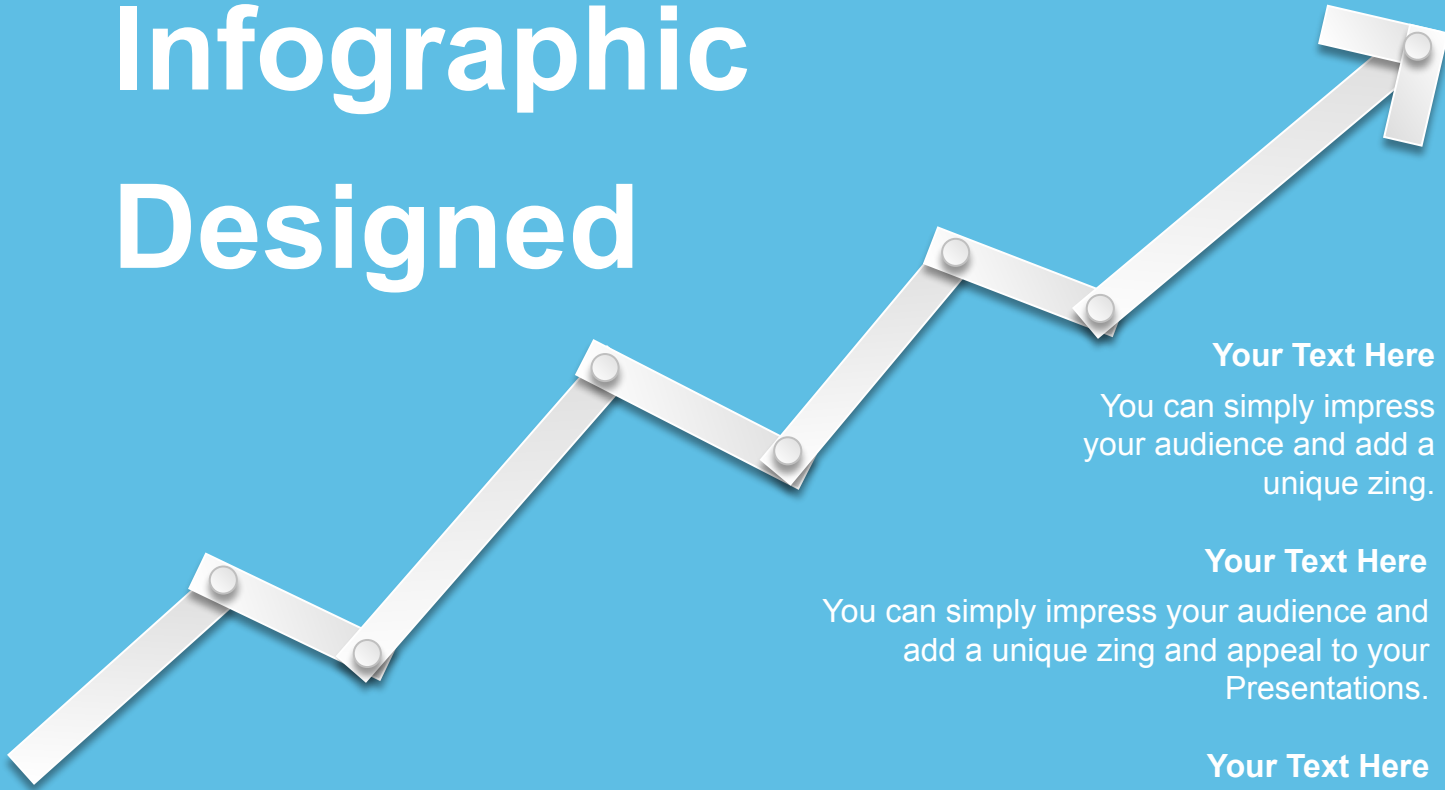 Infographic
Designed
Your Text Here
You can simply impress
your audience and add a
unique zing.
Your Text Here
You can simply impress your audience and
add a unique zing and appeal to your
Presentations.
Your Text Here